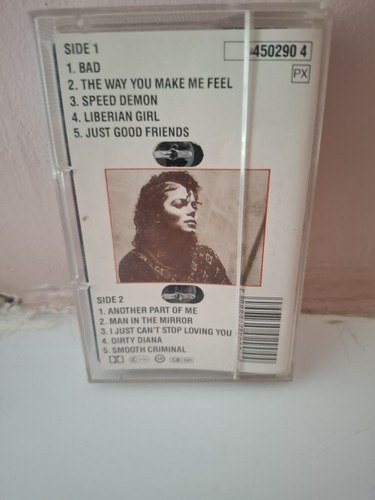 SIDE 1
450290 4
PX
1. BAD
2. THE WAY YOU MAKE ME FEEL
3. SPEED DEMON
4. LIBERIAN GIRL
5. JUST GOOD FRIENDS
SIDE 2
1. ANOTHER PART OF ME
2. MAN IN THE MIRROR
3. I JUST CAN'T STOP LOVING YOU
4. DIRTY DIANA
5. SMOOTH CRIMINAL